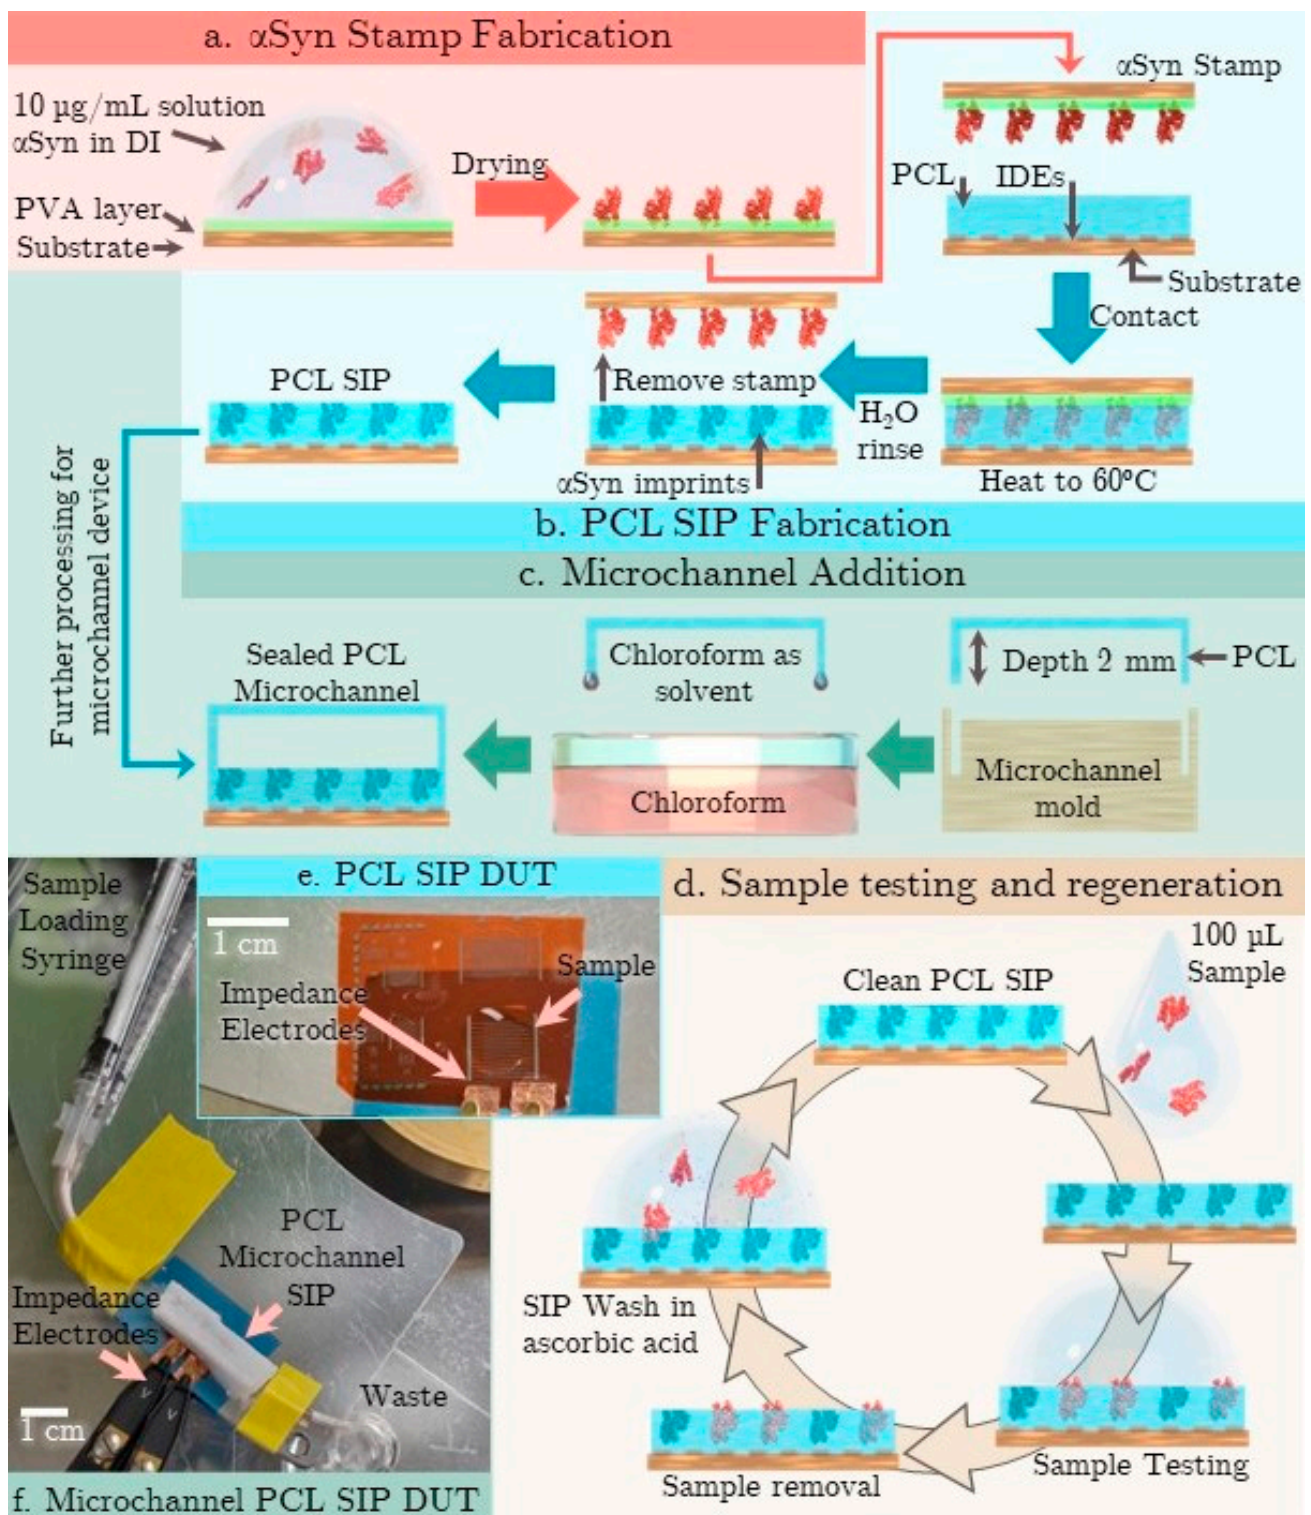 a. αSyn Stamp Fabrication
10 µg/mL solution
αSyn in DI
PVA layer
Substrate
Drying
αSyn Stamp
PCL
IDEs
Substrate
Contact
Heat to 60°C
H₂O
rinse
Remove stamp
αSyn imprints
PCL SIP
b. PCL SIP Fabrication
Further processing for
microchannel device
c. Microchannel Addition
Depth 2 mm
PCL
Microchannel
mold
Chloroform as
solvent
Chloroform
Sealed PCL
Microchannel
d. Sample testing and regeneration
100 µL
Sample
Clean PCL SIP
Sample Testing
Sample removal
SIP Wash in
ascorbic acid
e. PCL SIP DUT
1 cm
Impedance
Electrodes
Sample
Sample
Loading
Syringe
PCL
Microchannel
SIP
Impedance
Electrodes
Waste
1 cm
f. Microchannel PCL SIP DUT